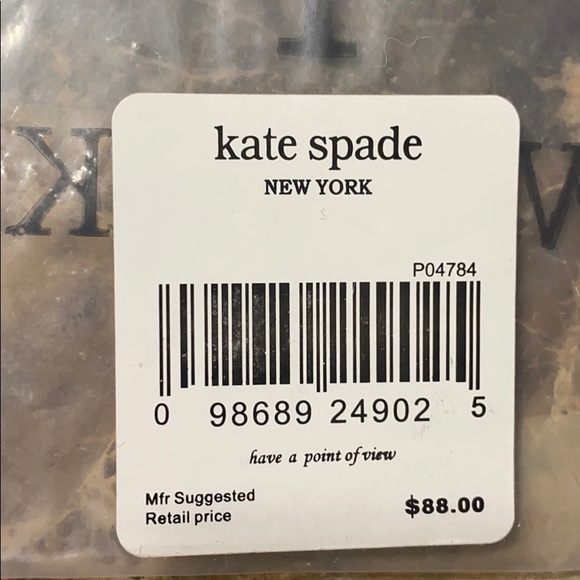 kate spade
NEW YORK
S
P04784
0 98689 24902 5
have a point of view
Mfr Suggested
Retail price
$88.00